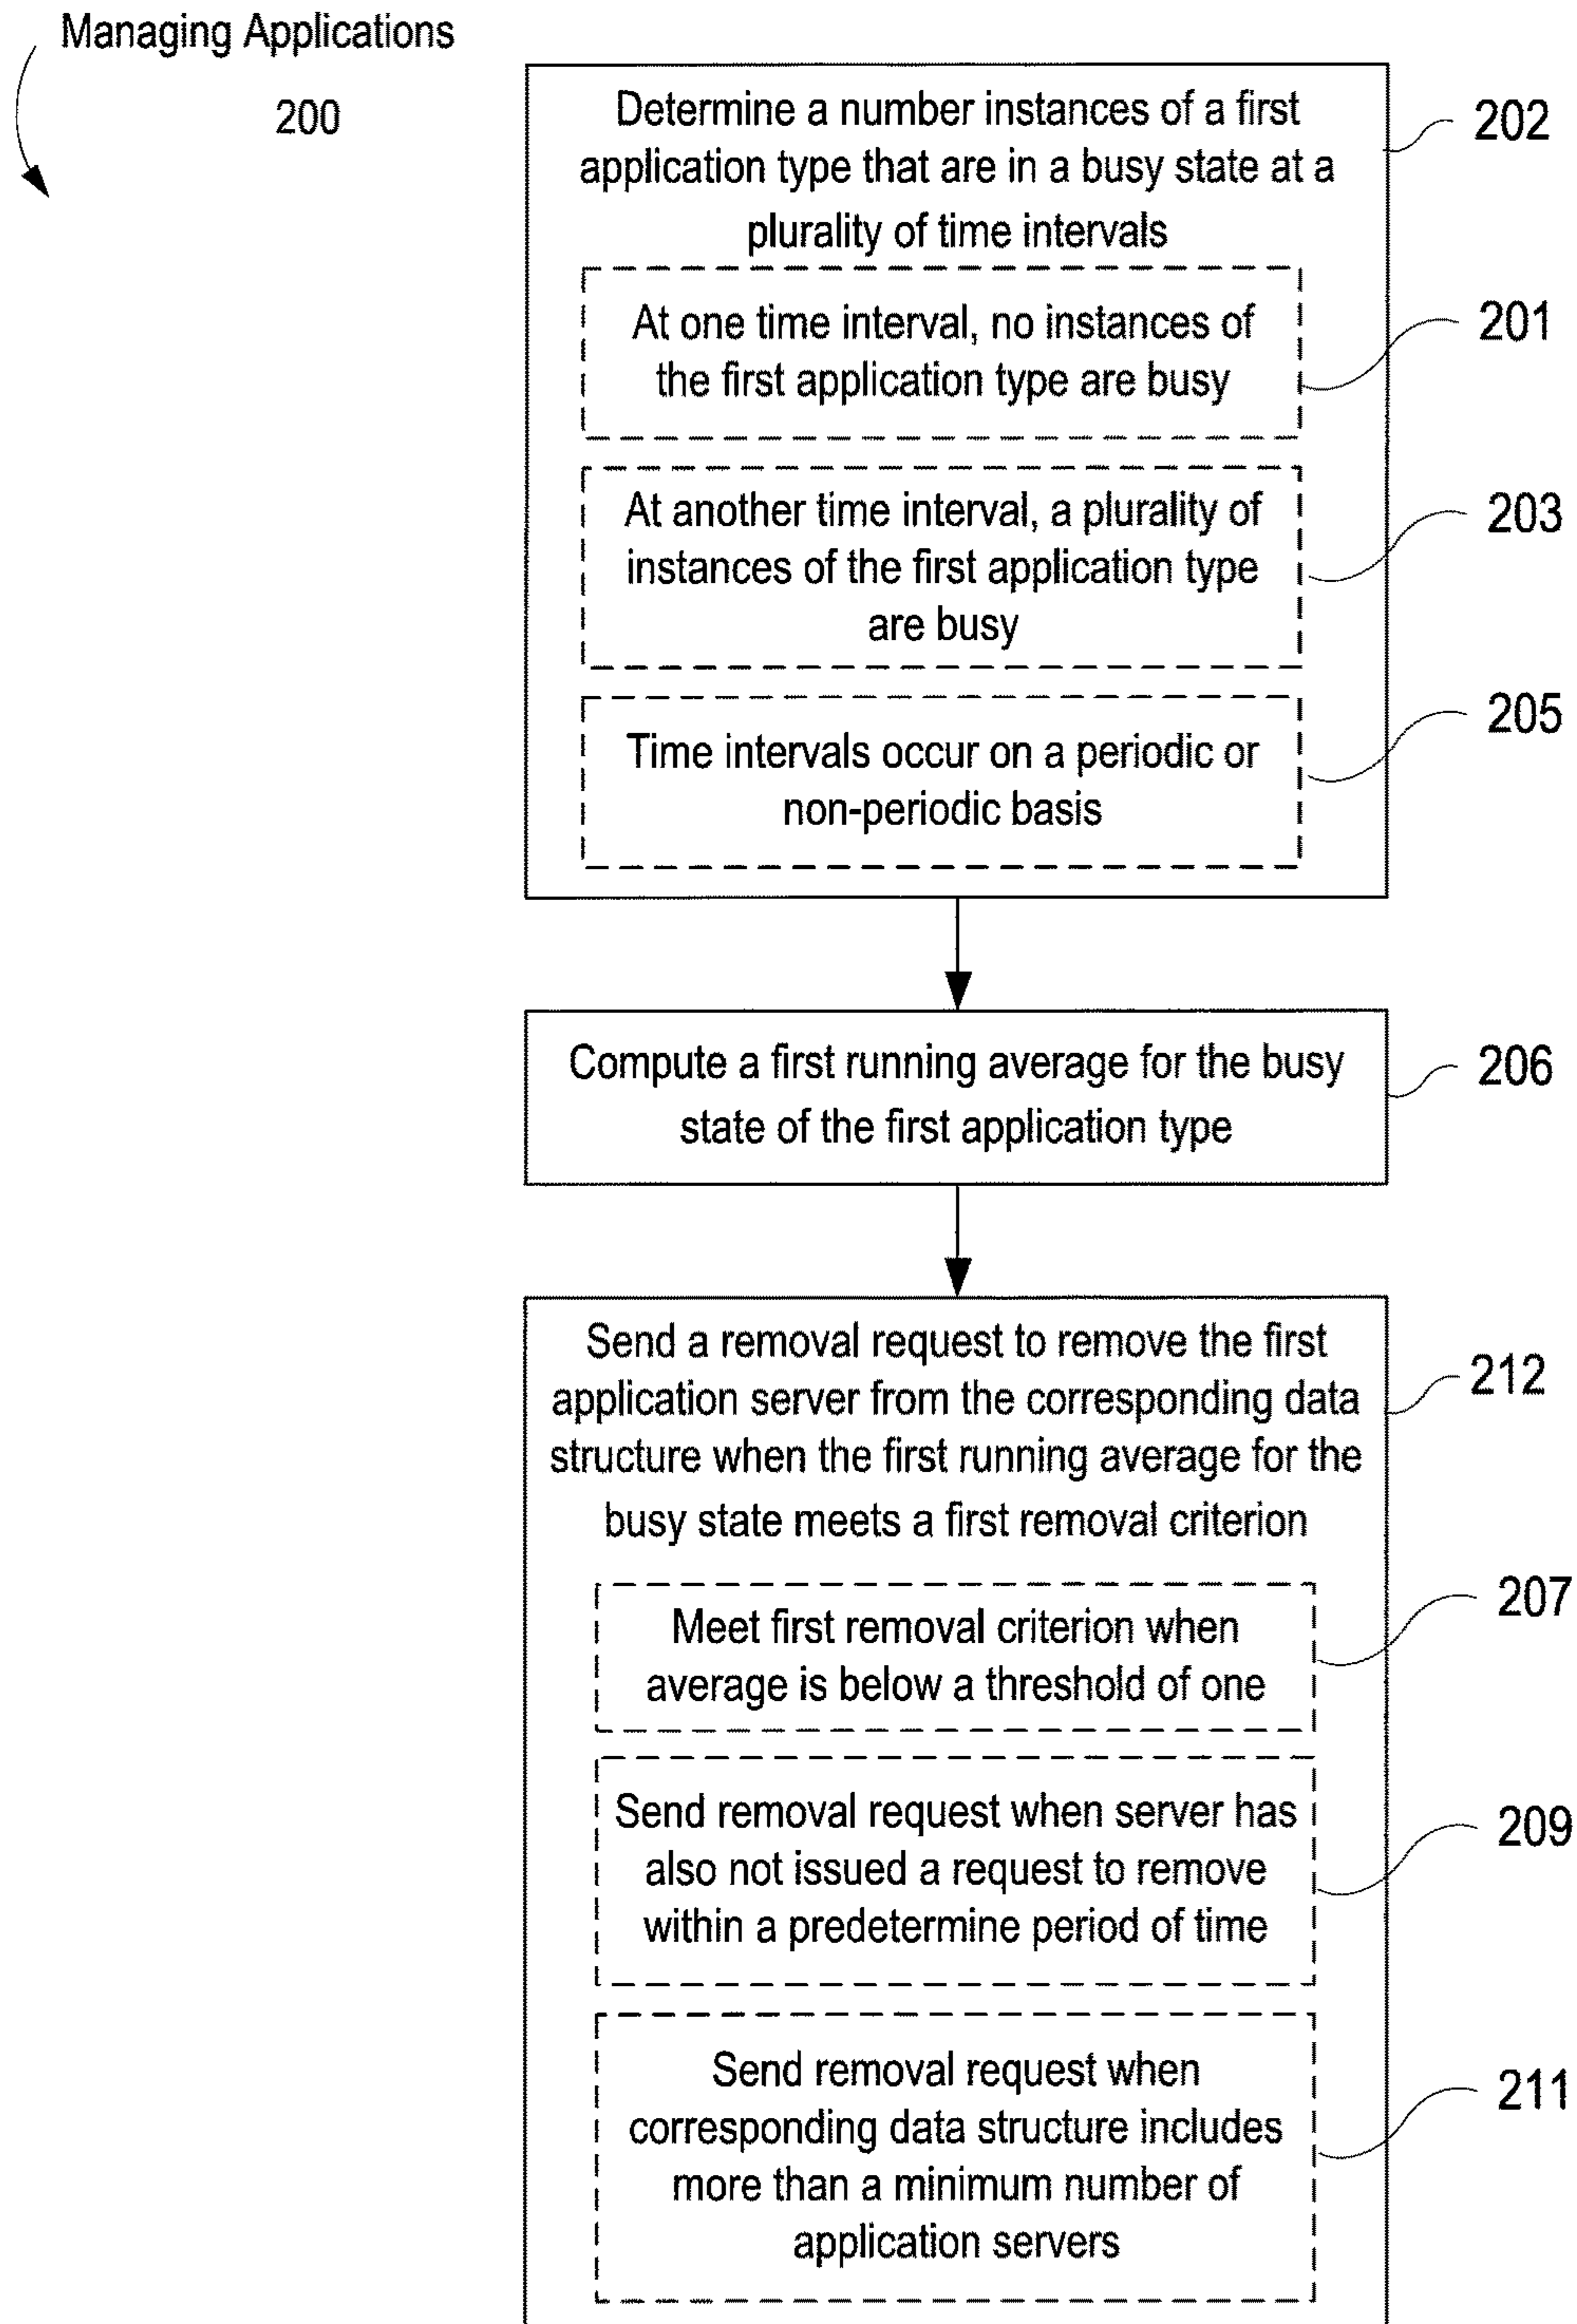 Managing Applications
200
Determine a number instances of a first
application type that are in a busy state at a
plurality of time intervals
202
At one time interval, no instances of
the first application type are busy
201
At another time interval, a plurality of
instances of the first application type
are busy
203
Time intervals occur on a periodic or
non-periodic basis
205
Compute a first running average for the busy
state of the first application type
206
Send a removal request to remove the first
application server from the corresponding data
structure when the first running average for the
busy state meets a first removal criterion
212
Meet first removal criterion when
average is below a threshold of one
207
Send removal request when server has
also not issued a request to remove
within a predetermine period of time
209
Send removal request when
corresponding data structure includes
more than a minimum number of
application servers
211